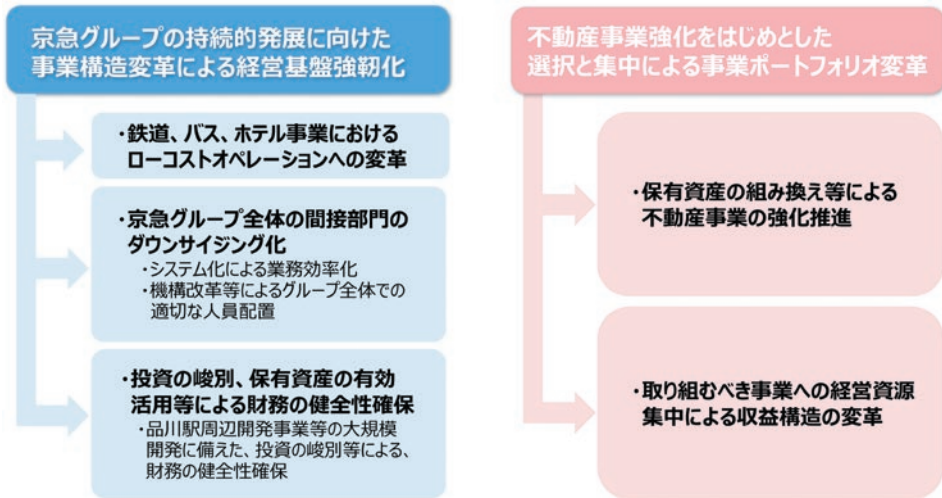 京急グループの持続的発展に向けた
事業構造変革による経営基盤強靭化
・鉄道、バス、ホテル事業における
ローコストオペレーションへの変革
・京急グループ全体の間接部門の
ダウンサイジング化
・システム化による業務効率化
・機構改革等によるグループ全体での
適切な人員配置
・投資の峻別、保有資産の有効
活用等による財務の健全性確保
・品川駅周辺開発事業等の大規模
開発に備えた、投資の峻別等による、
財務の健全性確保
不動産事業強化をはじめとした
選択と集中による事業ポートフォリオ変革
・保有資産の組み換え等による
不動産事業の強化推進
・取り組むべき事業への経営資源
集中による収益構造の変革